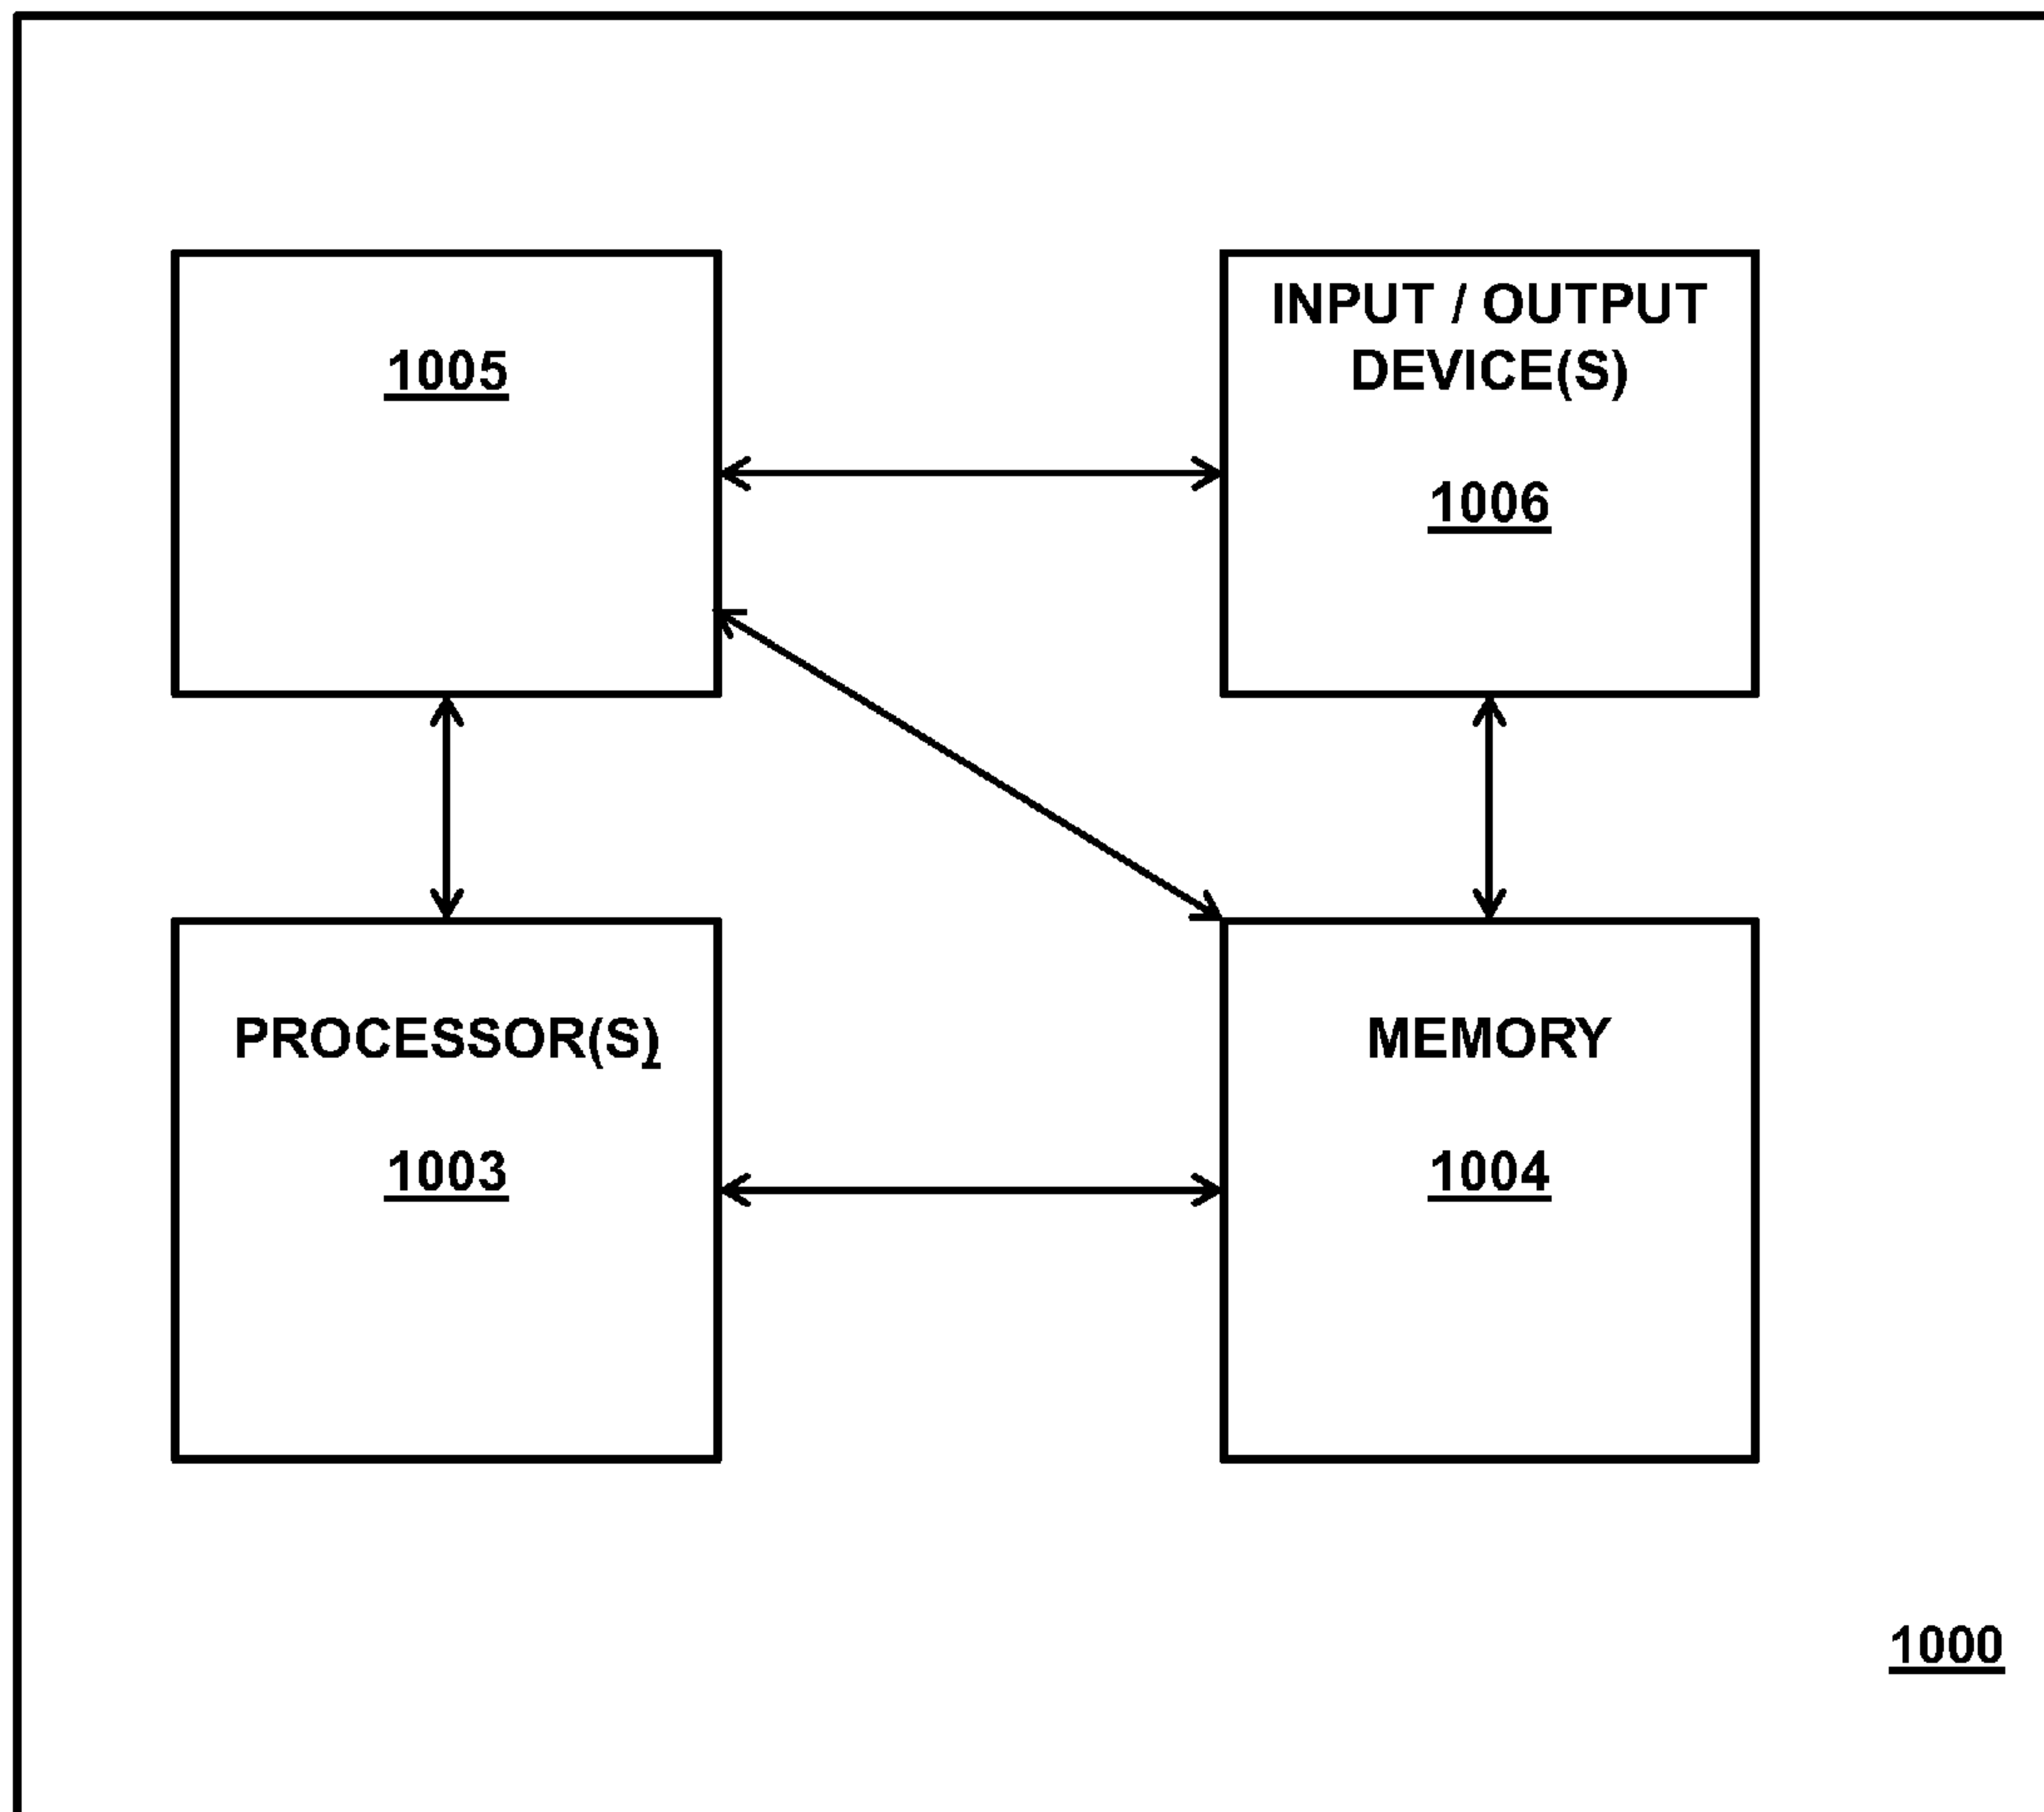 1005
INPUT / OUTPUT
DEVICE(S)
1006
PROCESSOR(S)
1003
MEMORY
1004
1000